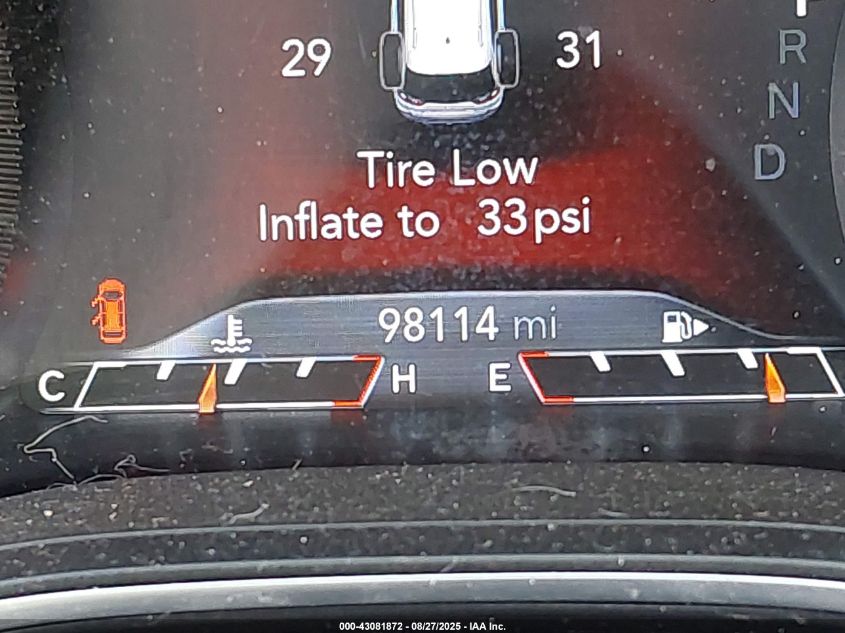 P
R
N
D
29 31
Tire Low
Inflate to 33psi
98114 mi
C H E
000-43081872 - 08/27/2025 - IAA Inc.